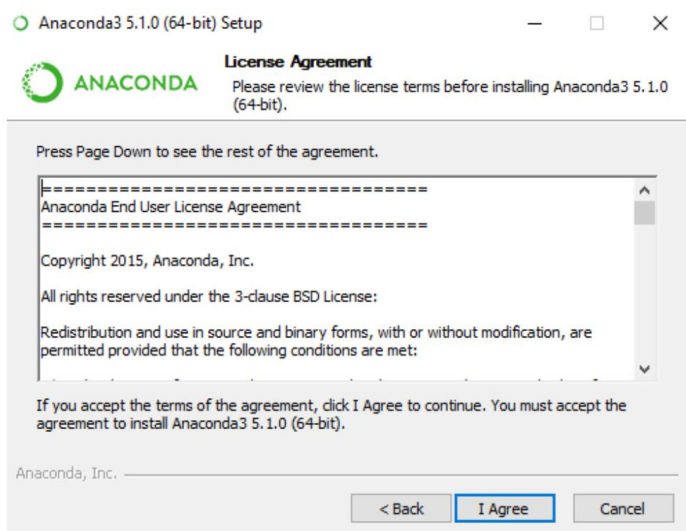 Anaconda3 5.1.0 (64-bit) Setup
ANACONDA
License Agreement
Please review the license terms before installing Anaconda3 5.1.0
(64-bit).
Press Page Down to see the rest of the agreement.
===================================
Anaconda End User License Agreement
===================================
Copyright 2015, Anaconda, Inc.
All rights reserved under the 3-clause BSD License:
Redistribution and use in source and binary forms, with or without modification, are
permitted provided that the following conditions are met:
If you accept the terms of the agreement, click I Agree to continue. You must accept the
agreement to install Anaconda3 5.1.0 (64-bit).
Anaconda, Inc.
< Back
I Agree
Cancel